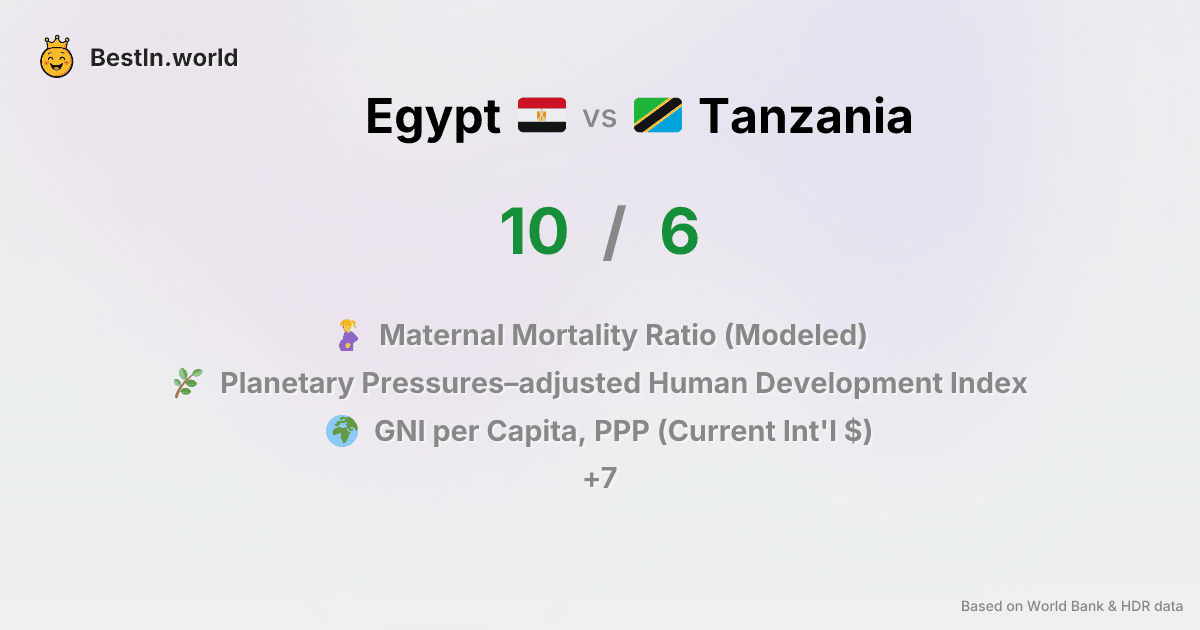 BestIn.world
Egypt vs Tanzania
10 / 6
Maternal Mortality Ratio (Modeled)
Planetary Pressures–adjusted Human Development Index
GNI per Capita, PPP (Current Int'l $)
+7
Based on World Bank & HDR data